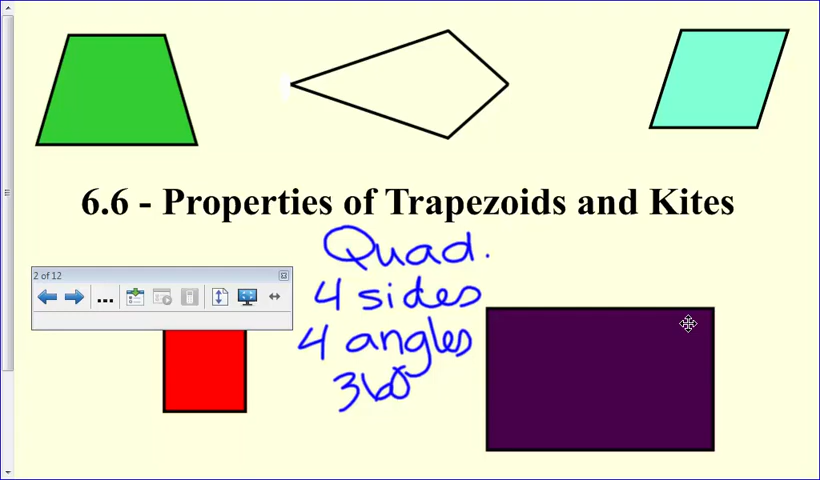 6.6 - Properties of Trapezoids and Kites
Quad.
2 of 12
...
4 sides
4 angles
360°